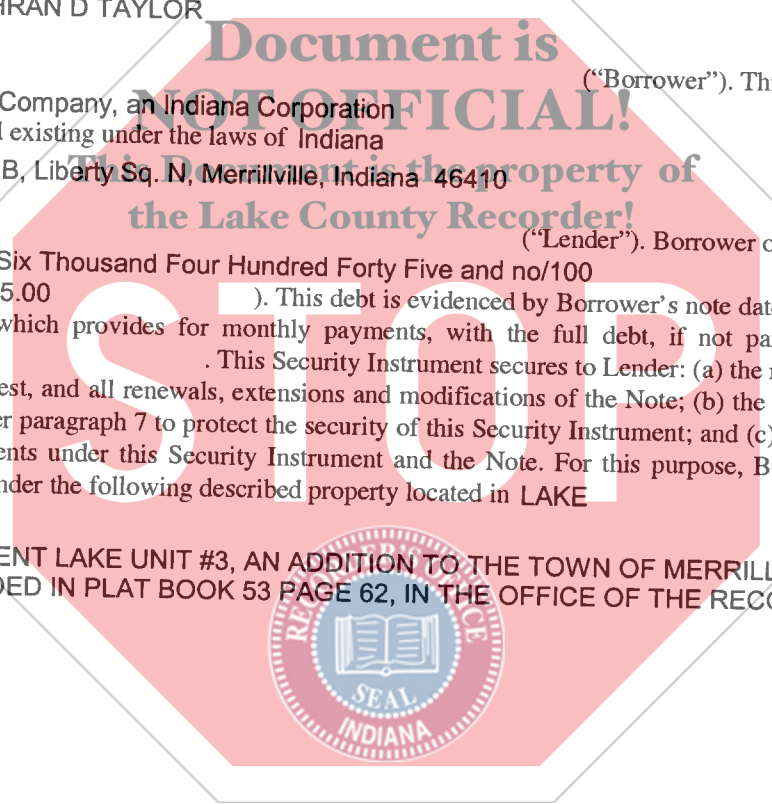 HRAN D TAYLOR
Document is
("Borrower"). Thi
Company, an Indiana Corporation
NOT OFFICIAL!
l existing under the laws of Indiana
B, Liberty Sq. N, Merrillville, Indiana 46410
This Document is the property of
the Lake County Recorder!
("Lender"). Borrower o
Six Thousand Four Hundred Forty Five and no/100
5.00 ). This debt is evidenced by Borrower's note date
which provides for monthly payments, with the full debt, if not pai
. This Security Instrument secures to Lender: (a) the r
est, and all renewals, extensions and modifications of the Note; (b) the
er paragraph 7 to protect the security of this Security Instrument; and (c)
ents under this Security Instrument and the Note. For this purpose, B
nder the following described property located in LAKE
STOP
ENT LAKE UNIT #3, AN ADDITION TO THE TOWN OF MERRILL
DED IN PLAT BOOK 53 PAGE 62, IN THE OFFICE OF THE RECO
RECORDER'S OFFICE
SEAL
INDIANA